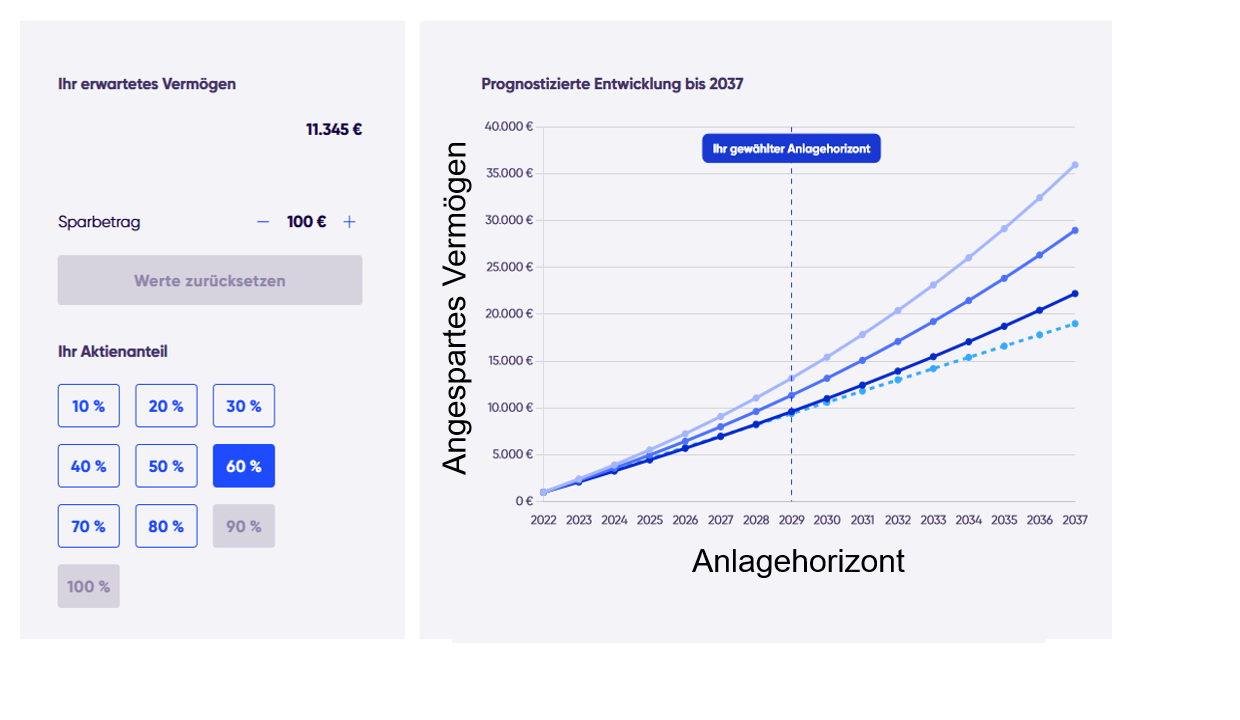 Ihr erwartetes Vermögen
11.345 €
Sparbetrag − 100 € +
Werte zurücksetzen
Ihr Aktienanteil
10 % 20 % 30 %
40 % 50 % 60 %
70 % 80 % 90 %
100 %
Prognostizierte Entwicklung bis 2037
Angespartes Vermögen
40.000 €
Ihr gewählter Anlagehorizont
35.000 €
30.000 €
25.000 €
20.000 €
15.000 €
10.000 €
5.000 €
0 €
2022 2023 2024 2025 2026 2027 2028 2029 2030 2031 2032 2033 2034 2035 2036 2037
Anlagehorizont